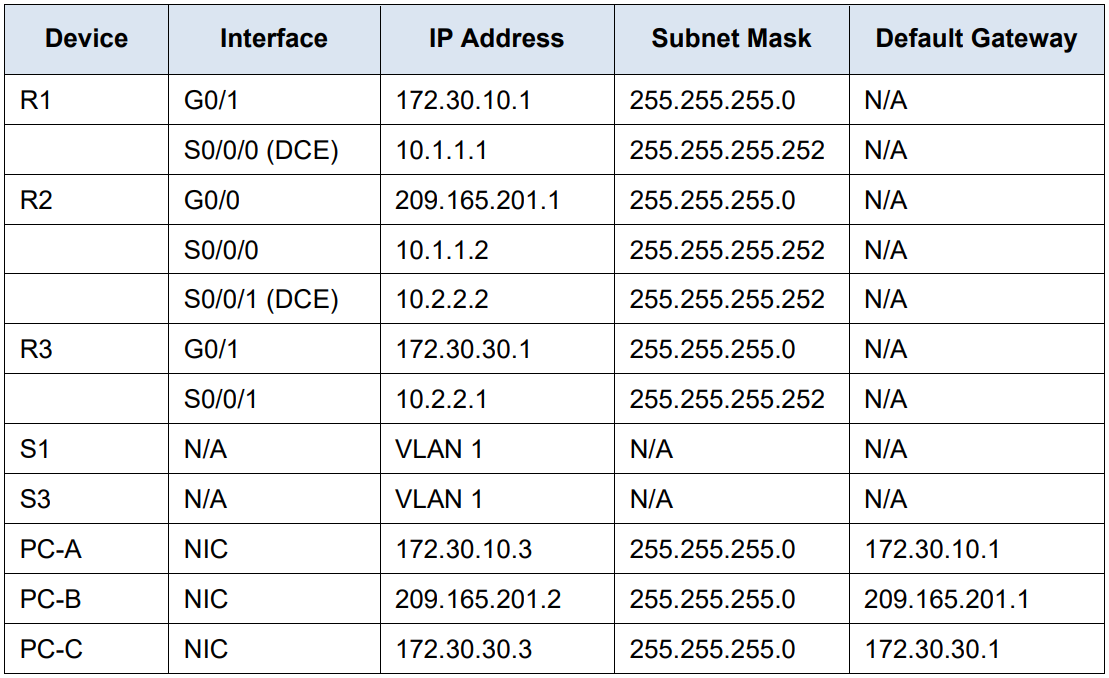 Device Interface IP Address Subnet Mask Default Gateway
R1 G0/1 172.30.10.1 255.255.255.0 N/A
S0/0/0 (DCE) 10.1.1.1 255.255.255.252 N/A
R2 G0/0 209.165.201.1 255.255.255.0 N/A
S0/0/0 10.1.1.2 255.255.255.252 N/A
S0/0/1 (DCE) 10.2.2.2 255.255.255.252 N/A
R3 G0/1 172.30.30.1 255.255.255.0 N/A
S0/0/1 10.2.2.1 255.255.255.252 N/A
S1 N/A VLAN 1 N/A N/A
S3 N/A VLAN 1 N/A N/A
PC-A NIC 172.30.10.3 255.255.255.0 172.30.10.1
PC-B NIC 209.165.201.2 255.255.255.0 209.165.201.1
PC-C NIC 172.30.30.3 255.255.255.0 172.30.30.1